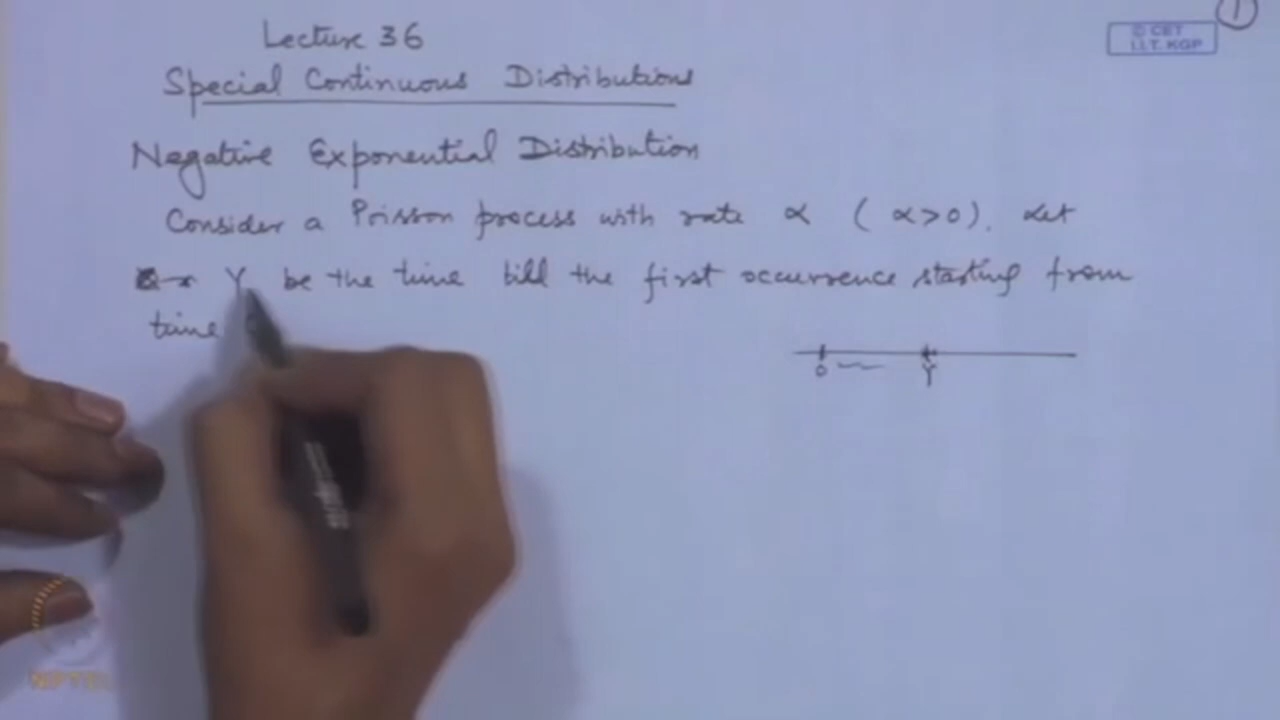 1
© CET
I.I.T. KGP
Lecture 36
Special Continuous Distributions
Negative Exponential Distribution
Consider a Poisson process with rate α ( α>0). Let
Y be the time till the first occurrence starting from
time
0 Y
NPTEL